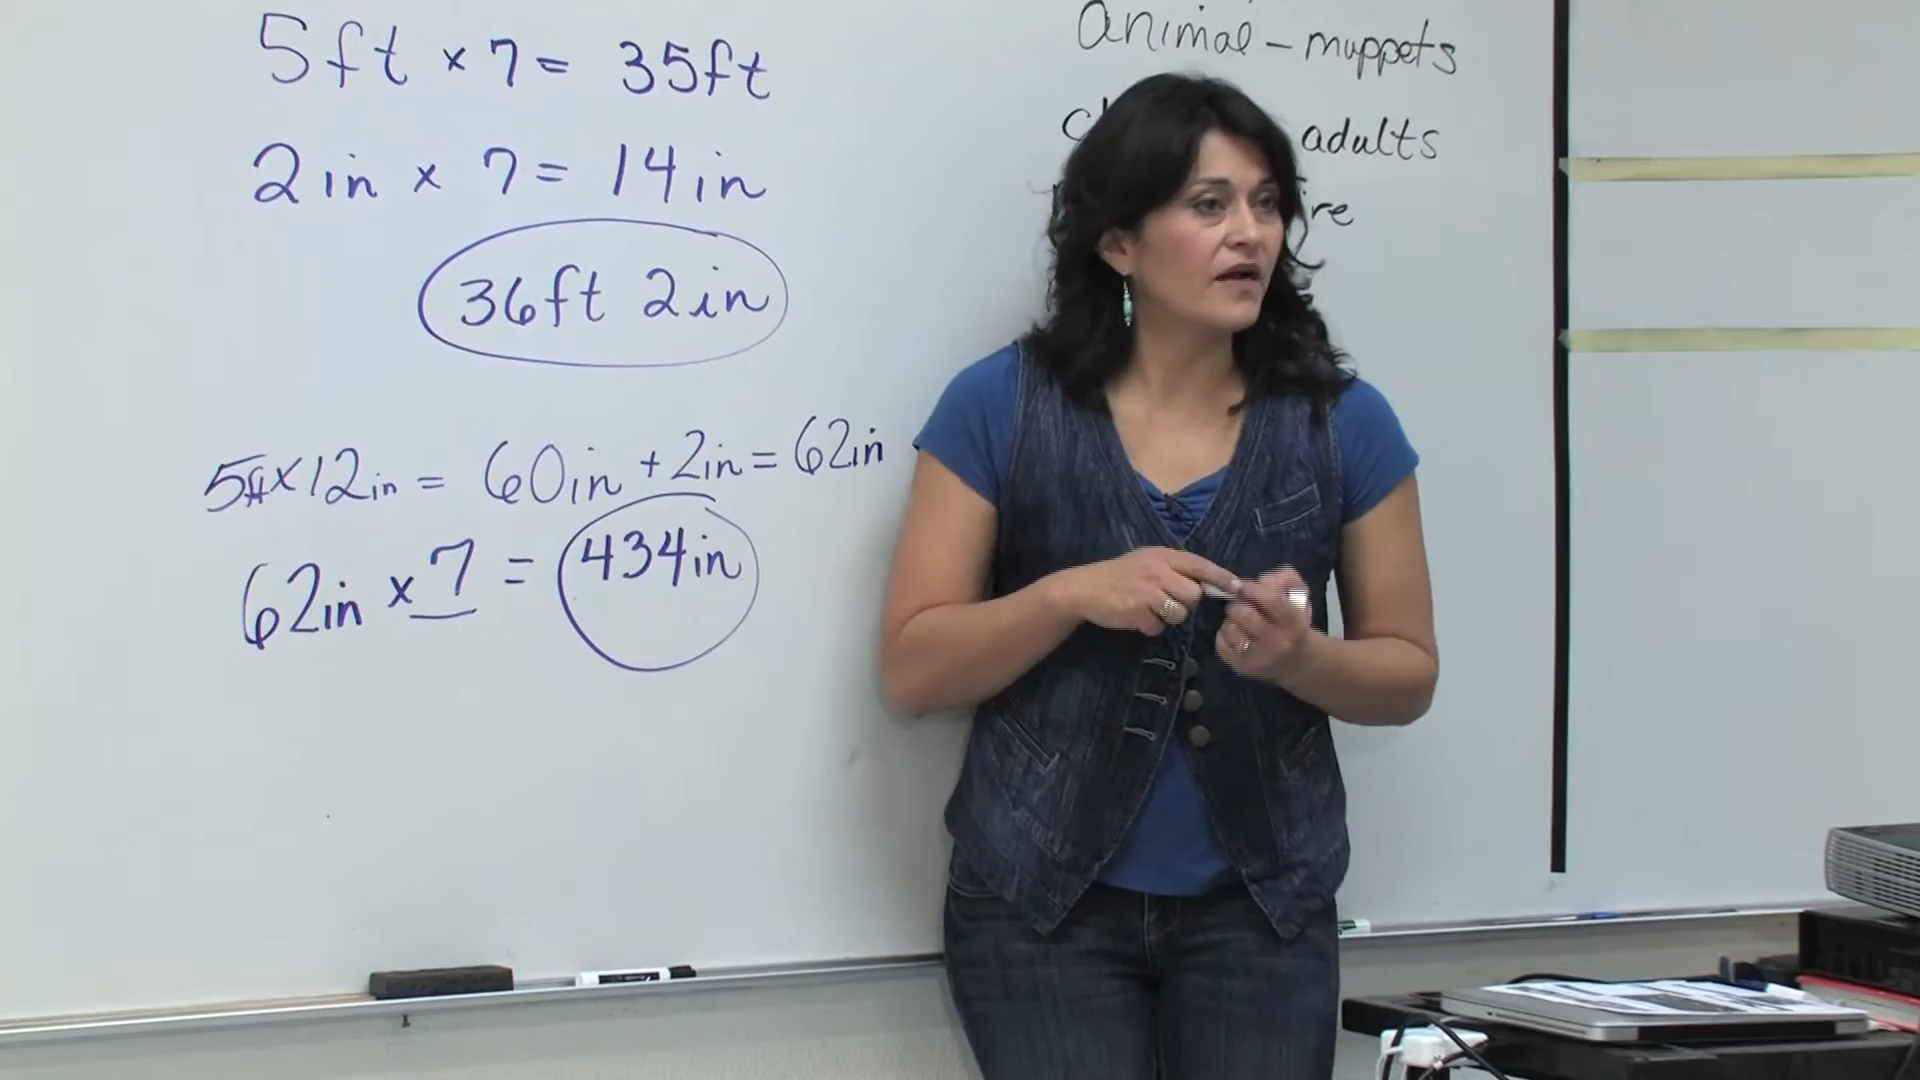 5ft x 7 = 35ft
2in x 7 = 14in
36ft 2in
5ft x 12in = 60in + 2in = 62in
62in x 7 = 434in
animal - muppets
adults